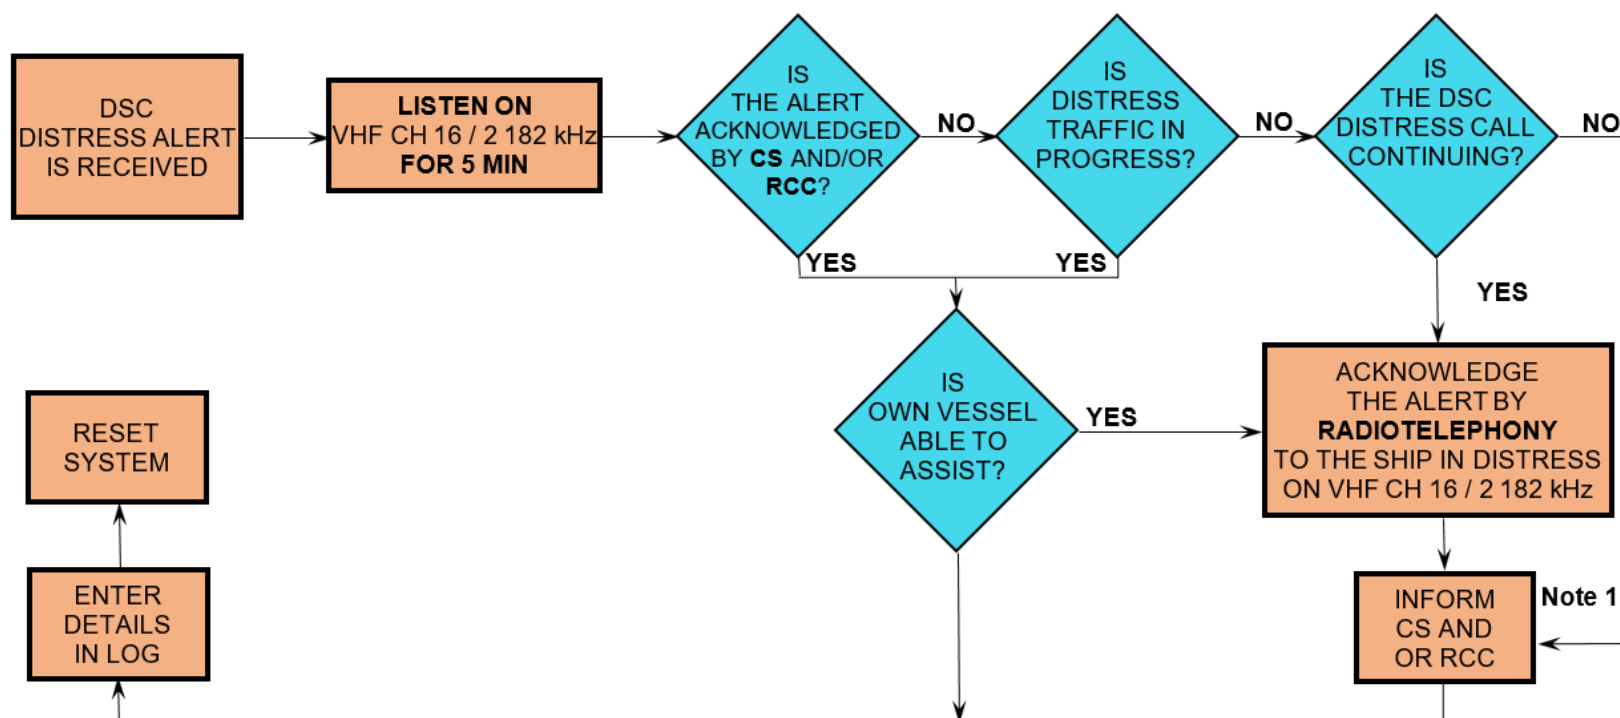 DSC
DISTRESS ALERT
IS RECEIVED
LISTEN ON
VHF CH 16 / 2 182 kHz
FOR 5 MIN
IS
THE ALERT
ACKNOWLEDGED
BY CS AND/OR
RCC?
NO
IS
DISTRESS
TRAFFIC IN
PROGRESS?
NO
IS
THE DSC
DISTRESS CALL
CONTINUING?
NO
YES
YES
YES
IS
OWN VESSEL
ABLE TO
ASSIST?
YES
ACKNOWLEDGE
THE ALERT BY
RADIOTELEPHONY
TO THE SHIP IN DISTRESS
ON VHF CH 16 / 2 182 kHz
RESET
SYSTEM
ENTER
DETAILS
IN LOG
INFORM
CS AND
OR RCC
Note 1